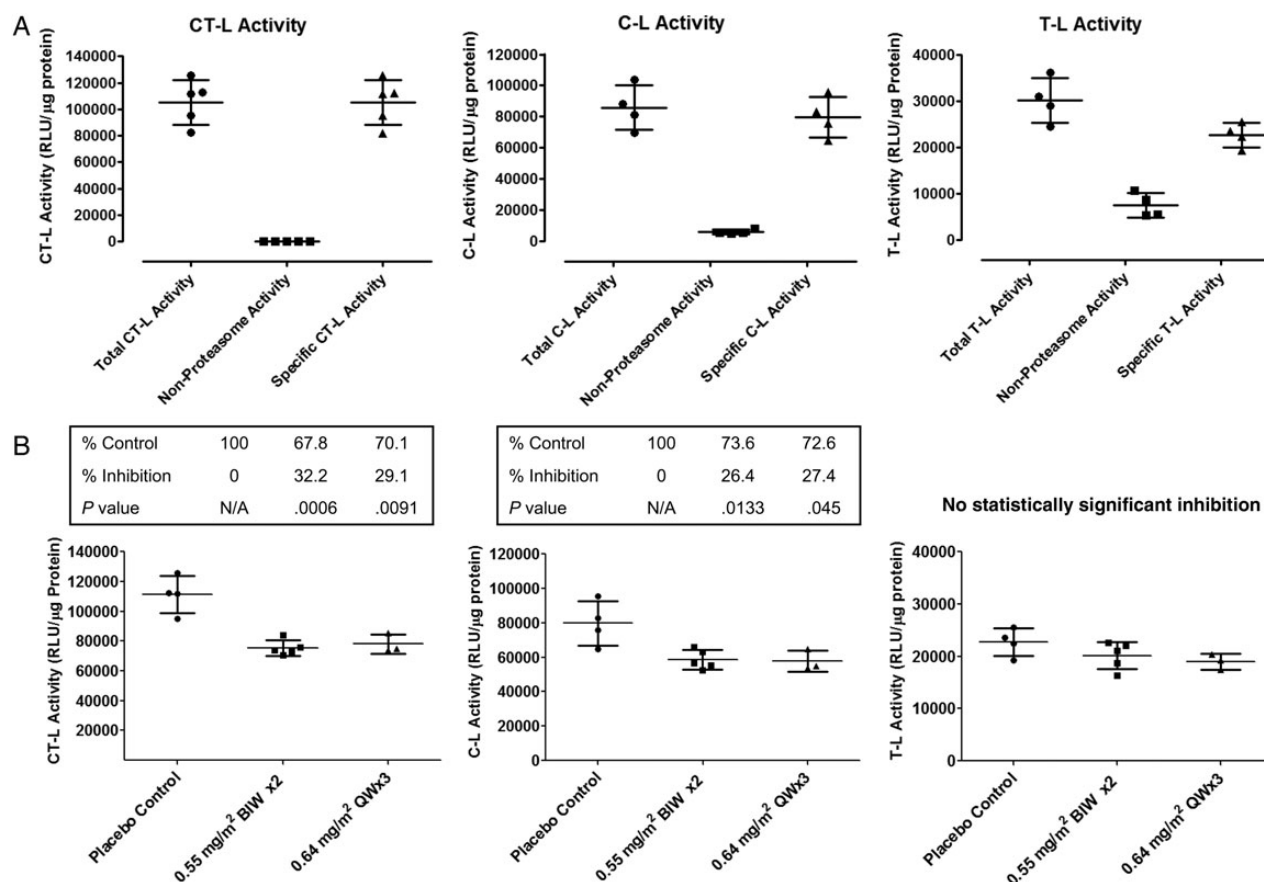 A
CT-L Activity
CT-L Activity (RLU/µg protein)
140000
120000
100000
80000
60000
40000
20000
0
Total CT-L Activity
Non-Proteasome Activity
Specific CT-L Activity
C-L Activity
C-L Activity (RLU/µg protein)
120000
100000
80000
60000
40000
20000
0
Total C-L Activity
Non-Proteasome Activity
Specific C-L Activity
T-L Activity
T-L Activity (RLU/µg Protein)
40000
30000
20000
10000
0
Total T-L Activity
Non-Proteasome Activity
Specific T-L Activity
B
% Control 100 67.8 70.1
% Inhibition 0 32.2 29.1
P value N/A .0006 .0091
CT-L Activity (RLU/µg Protein)
140000
120000
100000
80000
60000
40000
20000
Placebo Control
0.55 mg/m² BIW x2
0.64 mg/m² QWx3
% Control 100 73.6 72.6
% Inhibition 0 26.4 27.4
P value N/A .0133 .045
C-L Activity (RLU/µg protein)
120000
100000
80000
60000
40000
20000
0
Placebo Control
0.55 mg/m² BIW x2
0.64 mg/m² QWx3
No statistically significant inhibition
T-L Activity (RLU/µg protein)
40000
30000
20000
10000
0
Placebo Control
0.55 mg/m² BIW x2
0.64 mg/m² QWx3